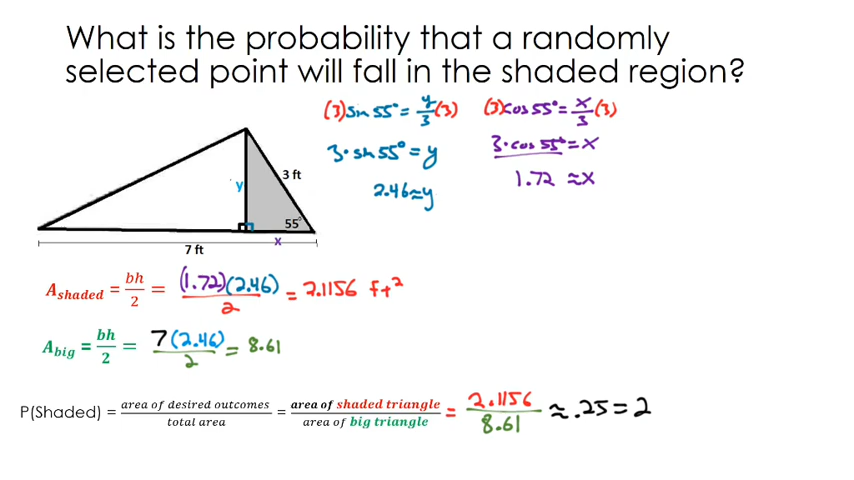 What is the probability that a randomly
selected point will fall in the shaded region?
(3)sin 55° = y/3 (3)
(3)cos 55° = x/3 (3)
3·sin 55° = y
3·cos 55° = x
2.46 ≈ y
1.72 ≈ x
y
3 ft
55°
x
7 ft
A shaded = bh/2 = (1.72)(2.46)/2 = 2.1156 ft²
A big = bh/2 = 7(2.46)/2 = 8.61
P(Shaded) = area of desired outcomes/total area = area of shaded triangle/area of big triangle = 2.1156/8.61 ≈ .25 = 2